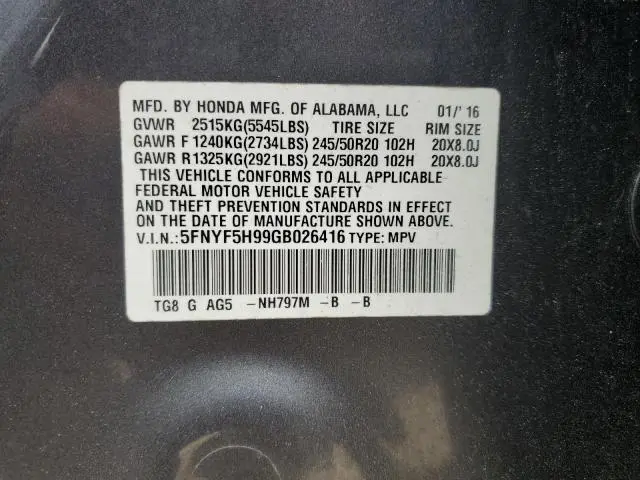 MFD. BY HONDA MFG. OF ALABAMA, LLC 01/'16
GVWR 2515KG(5545LBS) TIRE SIZE RIM SIZE
GAWR F 1240KG(2734LBS) 245/50R20 102H 20X8.0J
GAWR R1325KG(2921LBS) 245/50R20 102H 20X8.0J
THIS VEHICLE CONFORMS TO ALL APPLICABLE
FEDERAL MOTOR VEHICLE SAFETY
AND THEFT PREVENTION STANDARDS IN EFFECT
ON THE DATE OF MANUFACTURE SHOWN ABOVE.
V.I.N.:5FNYF5H99GB026416 TYPE: MPV
TG8 G AG5 -NH797M -B -B